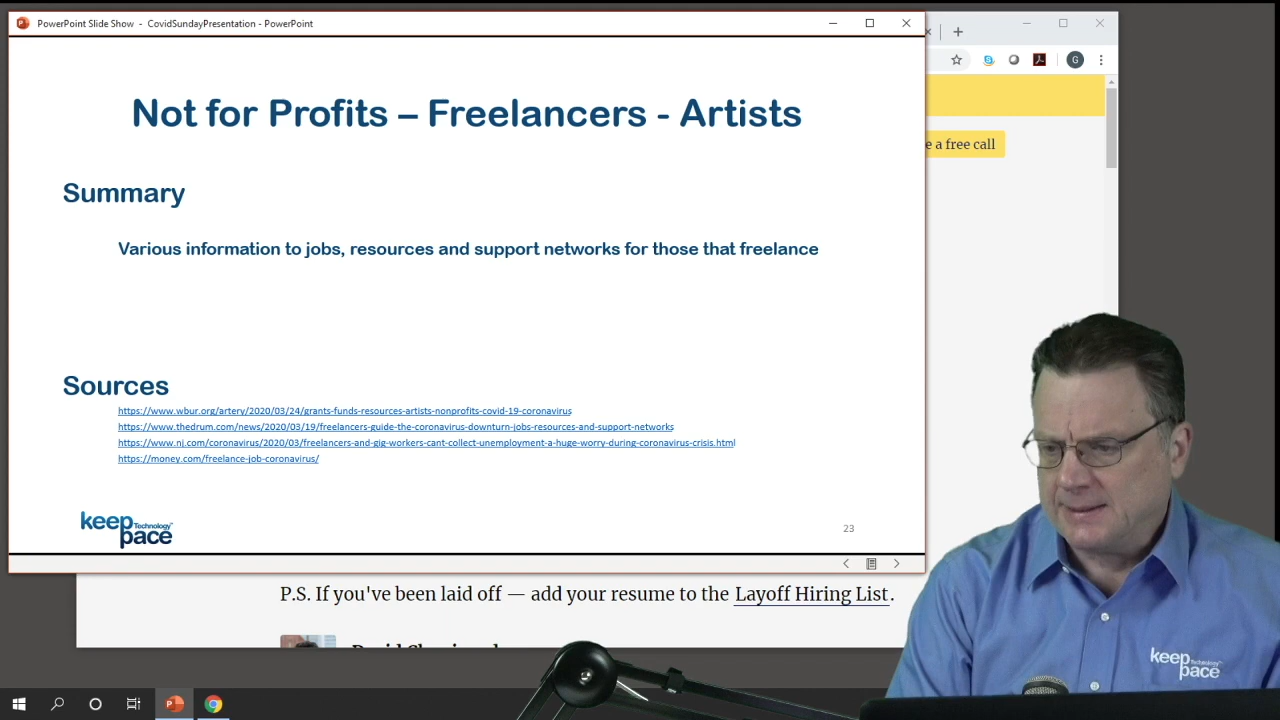 PowerPoint Slide Show - CovidSundayPresentation - PowerPoint
Not for Profits – Freelancers - Artists
Summary
Various information to jobs, resources and support networks for those that freelance
Sources
https://www.wbur.org/artery/2020/03/24/grants-funds-resources-artists-nonprofits-covid-19-coronavirus
https://www.thedrum.com/news/2020/03/19/freelancers-guide-the-coronavirus-downturn-jobs-resources-and-support-networks
https://www.nj.com/coronavirus/2020/03/freelancers-and-gig-workers-cant-collect-unemployment-a-huge-worry-during-coronavirus-crisis.html
https://money.com/freelance-job-coronavirus/
keep
Technology™
pace
23
G
e a free call
P.S. If you've been laid off — add your resume to the Layoff Hiring List.
keep
Technology™
pace